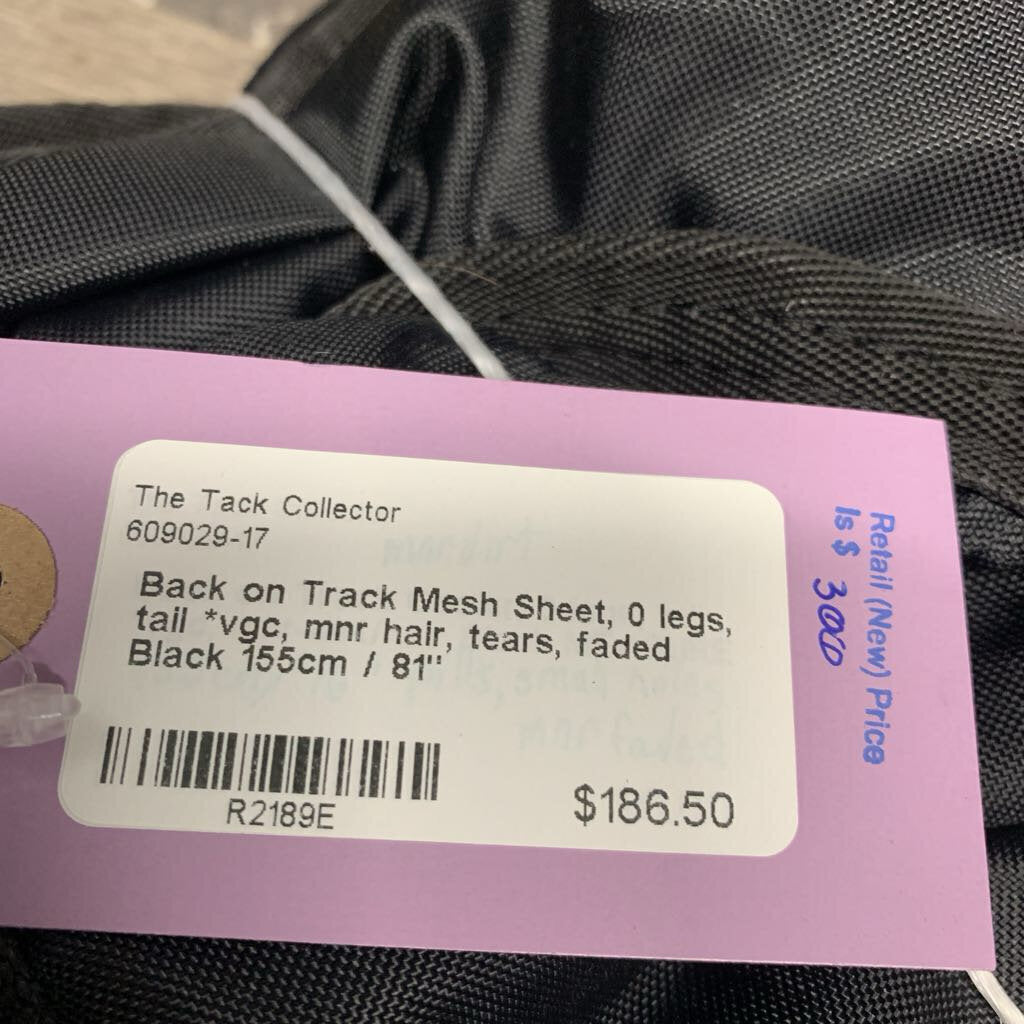 The Tack Collector
609029-17
Back on Track Mesh Sheet, 0 legs,
tail *vgc, mnr hair, tears, faded
Black 155cm / 81"
R2189E
$186.50
Retail (New) Price
Is $ 300